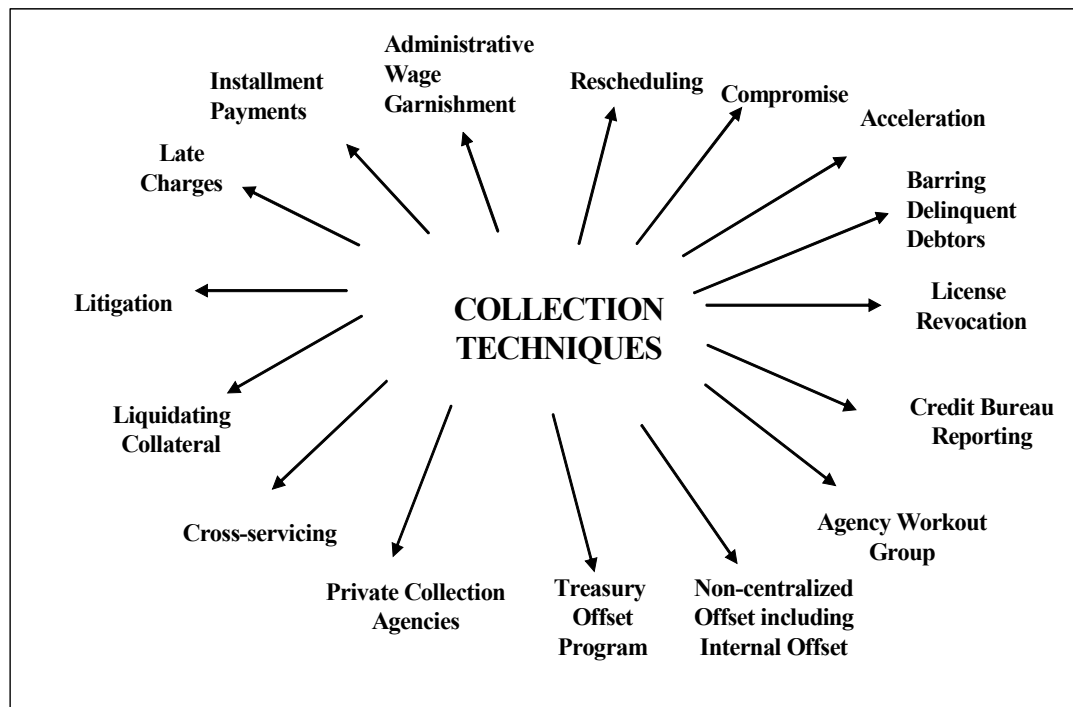 Administrative
Wage
Garnishment
Rescheduling
Compromise
Acceleration
Barring
Delinquent
Debtors
License
Revocation
Credit Bureau
Reporting
Agency Workout
Group
Non-centralized
Offset including
Internal Offset
Treasury
Offset
Program
Private Collection
Agencies
Cross-servicing
Liquidating
Collateral
Litigation
Late
Charges
Installment
Payments
COLLECTION
TECHNIQUES